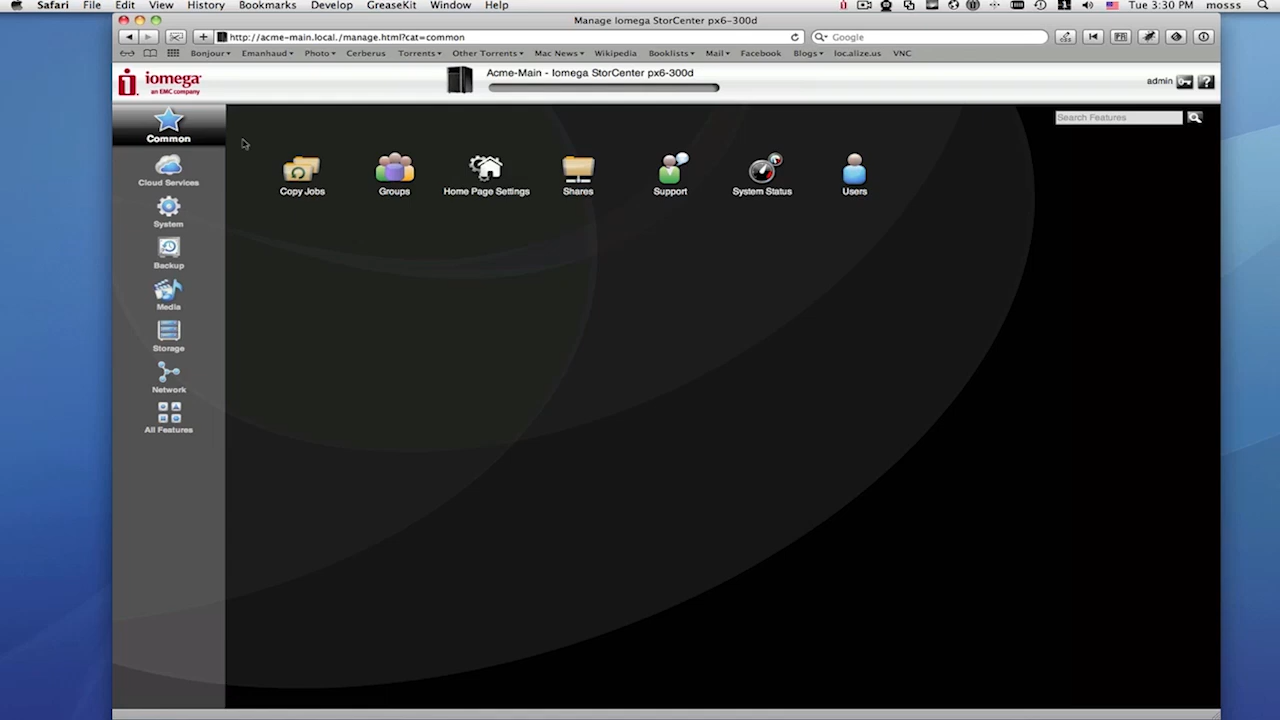 Safari File Edit View History Bookmarks Develop GreaseKit Window Help Tue 3:30 PM mosss
Manage Iomega StorCenter px6-300d
http://acme-main.local./manage.html?cat=common
Google
Bonjour Emanhaud Photo Cerberus Torrents Other Torrents Mac News Wikipedia Booklists Mail Facebook Blogs loc.alize.us VNC
iomega
an EMC company
Acme-Main - Iomega StorCenter px6-300d
admin
Search Features
Common
Cloud Services
System
Backup
Media
Storage
Network
All Features
Copy Jobs Groups Home Page Settings Shares Support System Status Users